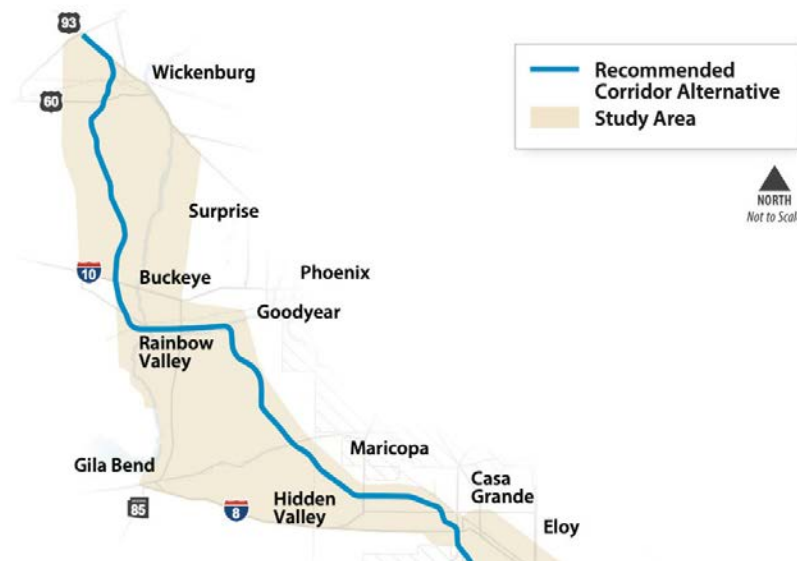 93
Wickenburg
60
Recommended
Corridor Alternative
Study Area
NORTH
Not to Scale
Surprise
10
Buckeye
Phoenix
Goodyear
Rainbow
Valley
Maricopa
Gila Bend
Casa
Grande
85
8
Hidden
Valley
Eloy